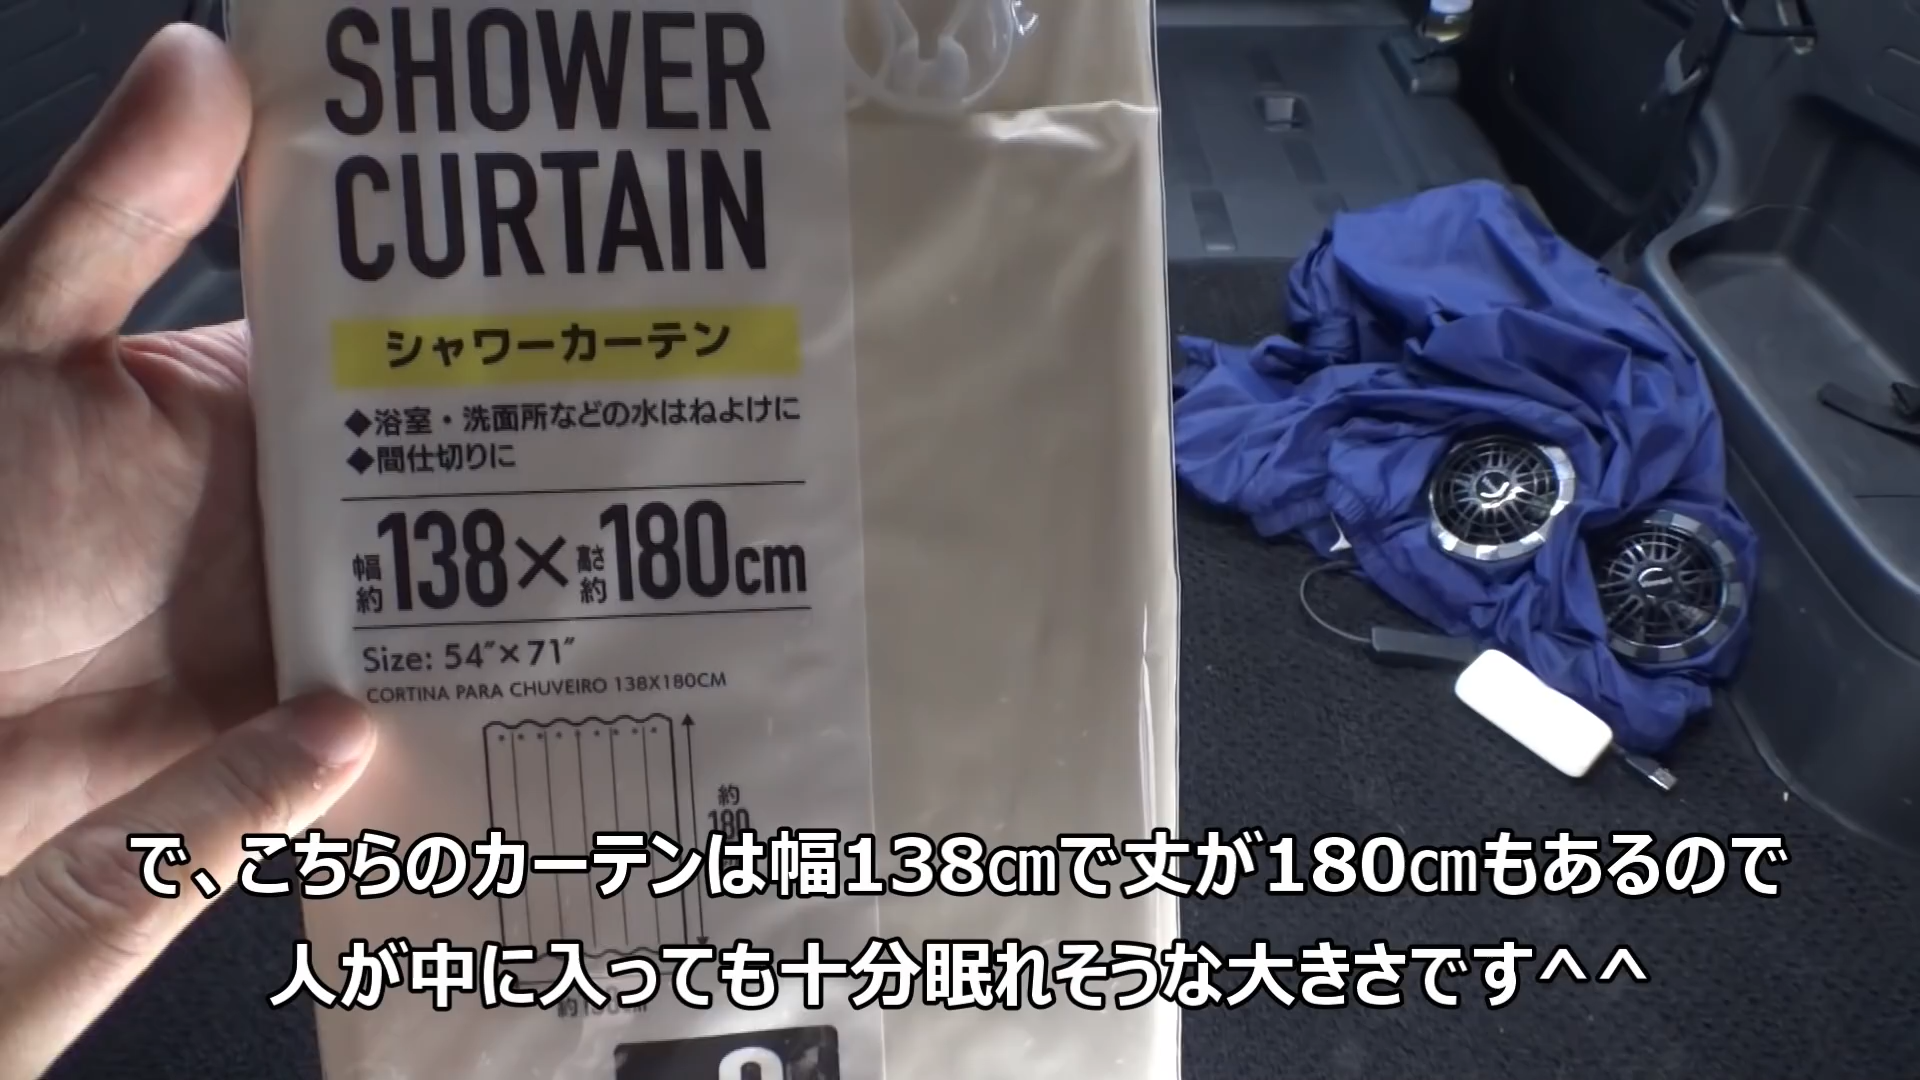 SHOWER
CURTAIN
シャワーカーテン
◆浴室・洗面所などの水はねよけに
◆間仕切りに
幅約138×高さ約180cm
Size: 54″×71″
CORTINA PARA CHUVEIRO 138X180CM
約
180
で、こちらのカーテンは幅138㎝で丈が180㎝もあるので
人が中に入っても十分眠れそうな大きさです^^